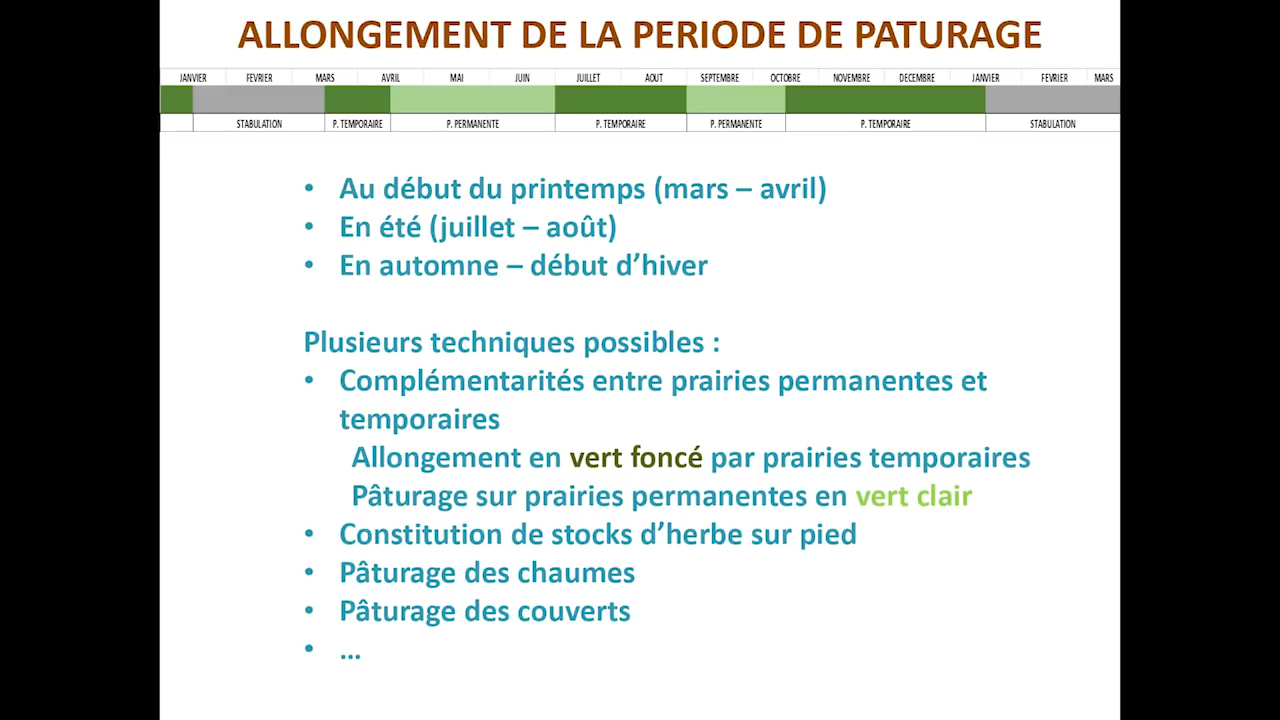 ALLONGEMENT DE LA PERIODE DE PATURAGE
JANVIER FEVRIER MARS AVRIL MAI JUIN JUILLET AOUT SEPTEMBRE OCTOBRE NOVEMBRE DECEMBRE JANVIER FEVRIER MARS
STABULATION P. TEMPORAIRE P. PERMANENTE P. TEMPORAIRE P. PERMANENTE P. TEMPORAIRE STABULATION
• Au début du printemps (mars – avril)
• En été (juillet – août)
• En automne – début d’hiver
Plusieurs techniques possibles :
• Complémentarités entre prairies permanentes et
temporaires
Allongement en vert foncé par prairies temporaires
Pâturage sur prairies permanentes en vert clair
• Constitution de stocks d’herbe sur pied
• Pâturage des chaumes
• Pâturage des couverts
• …